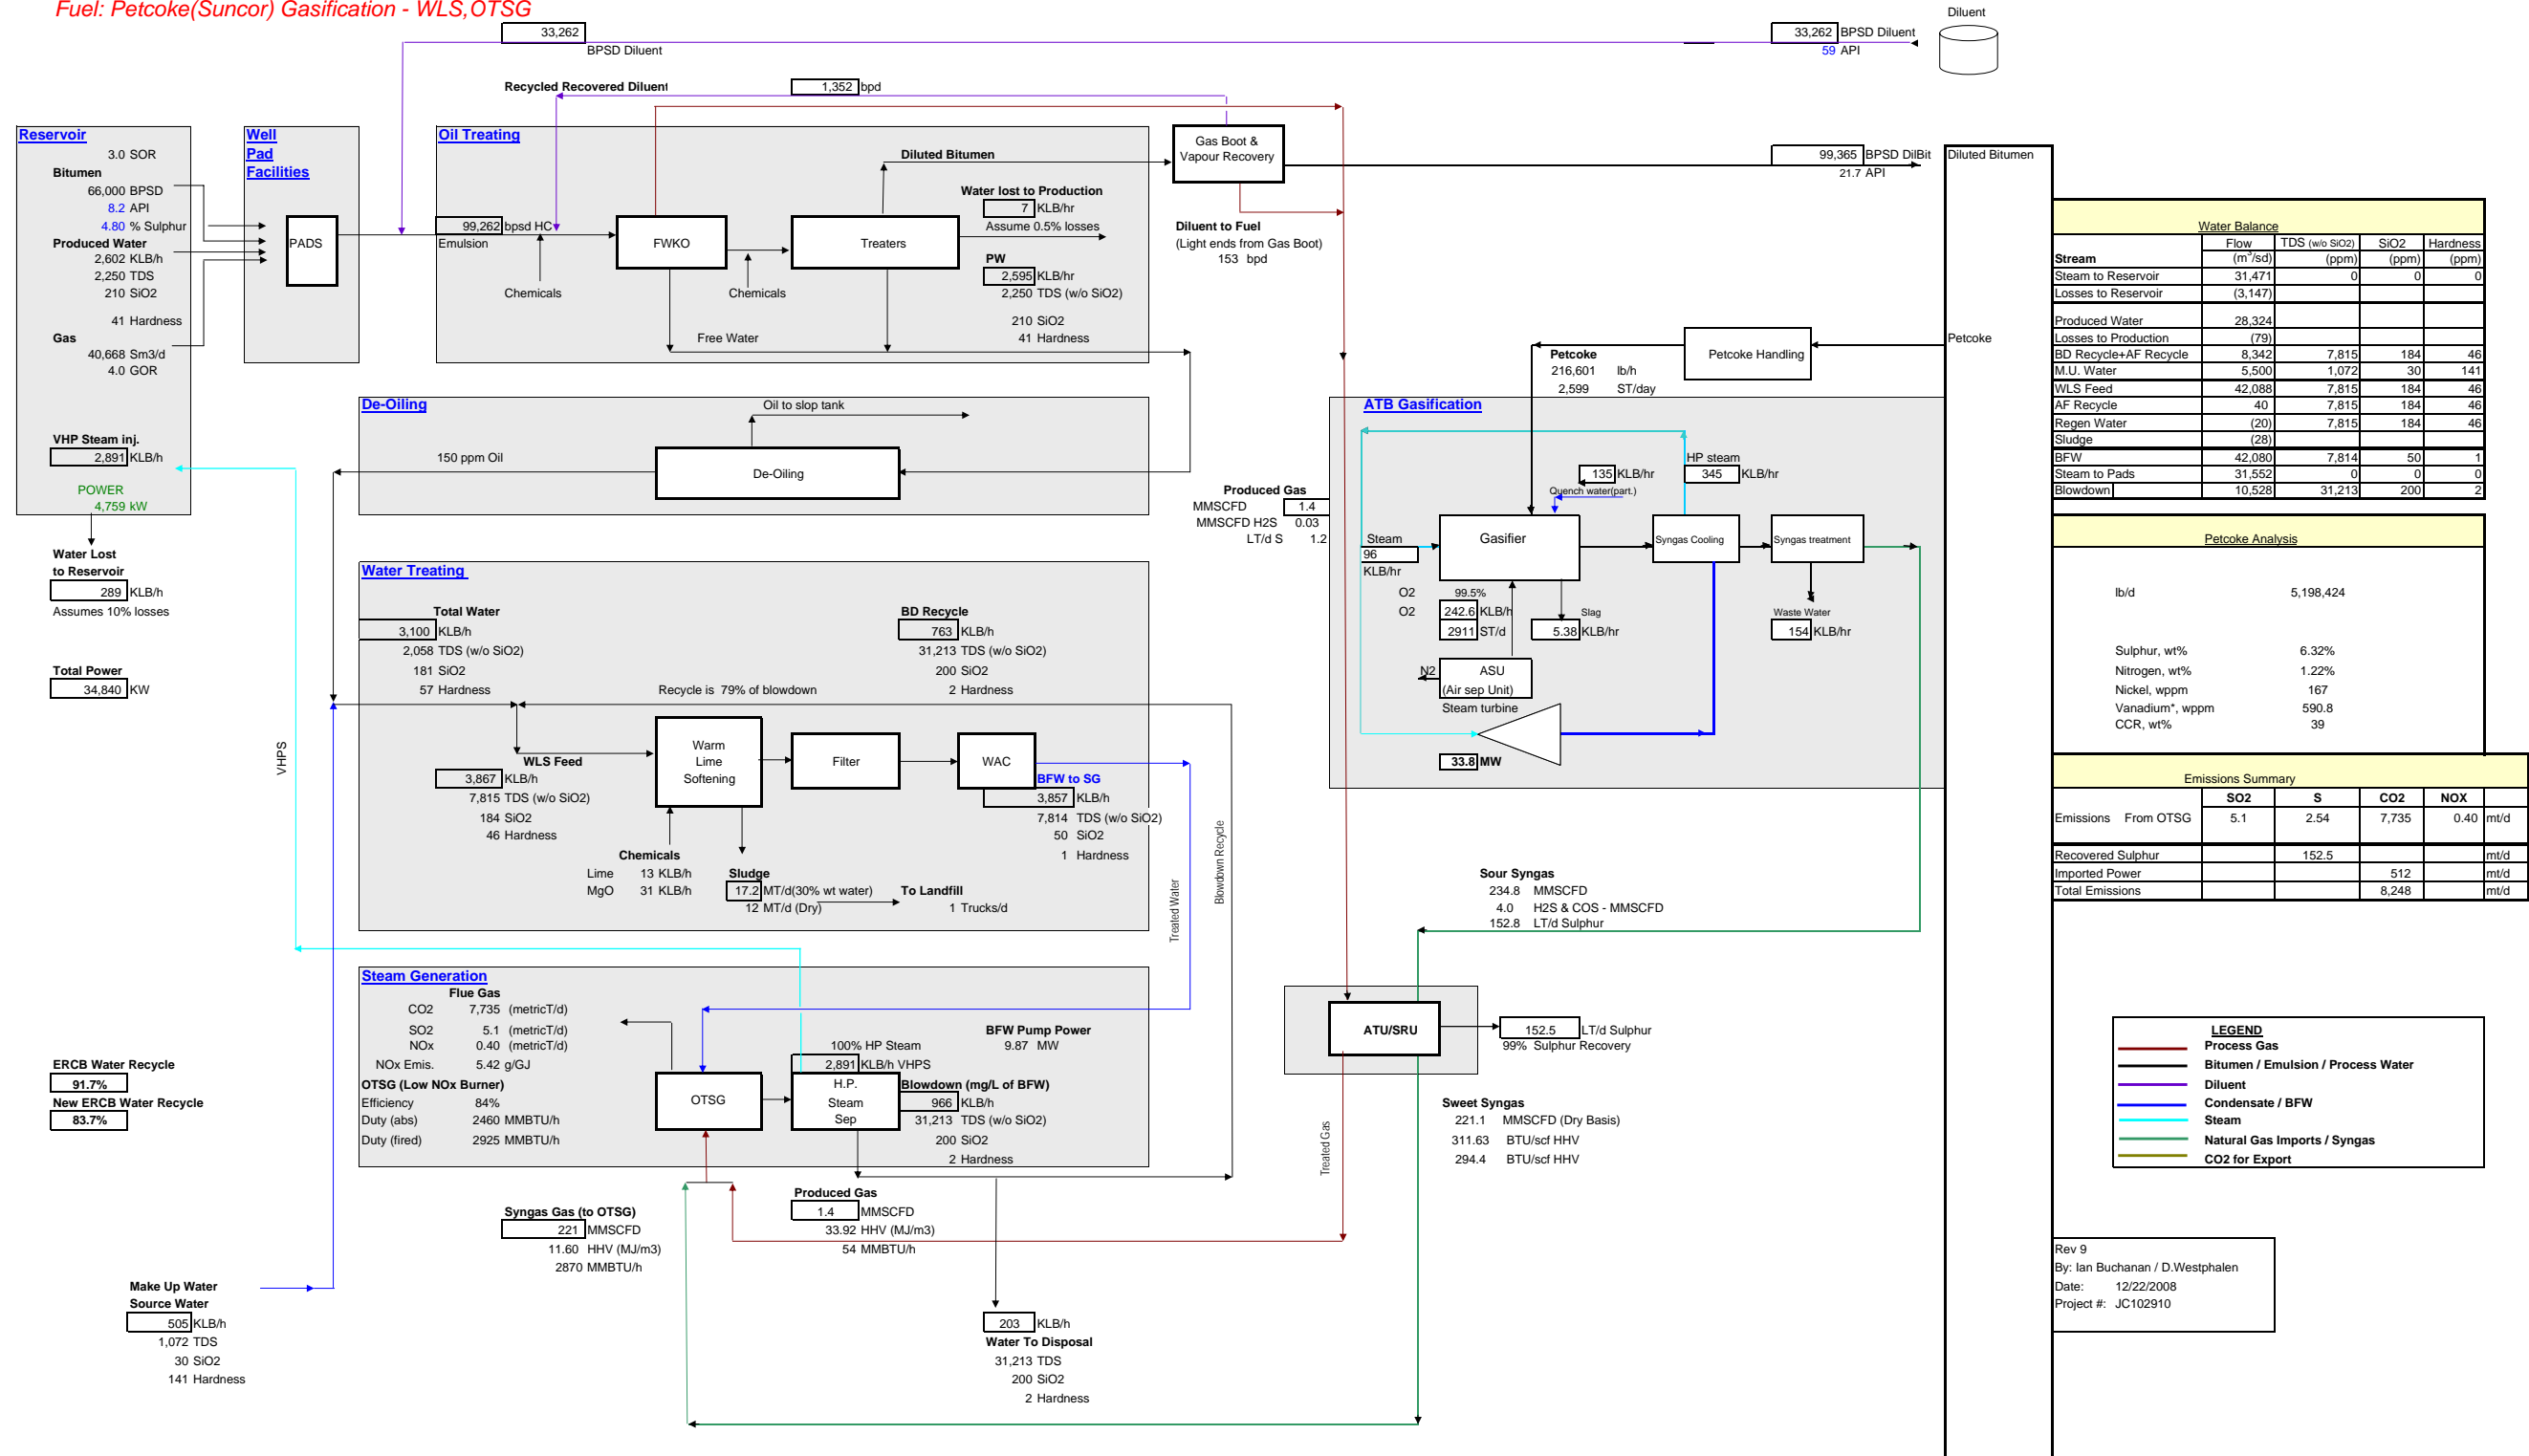 Fuel: Petcoke(Suncor) Gasification - WLS,OTSG
33,262
BPSD Diluent
33,262 BPSD Diluent
59 API
Diluent
Recycled Recovered Diluent
1,352 bpd
Reservoir
3.0 SOR
Bitumen
66,000 BPSD
8.2 API
4.80 % Sulphur
Produced Water
2,602 KLB/h
2,250 TDS
210 SiO2
41 Hardness
Gas
40,668 Sm3/d
4.0 GOR
VHP Steam inj.
2,891 KLB/h
POWER
4,759 kW
Water Lost
to Reservoir
289 KLB/h
Assumes 10% losses
Total Power
34,840 KW
Well
Pad
Facilities
PADS
Oil Treating
99,262 bpsd HC
Emulsion
Chemicals
FWKO
Chemicals
Treaters
Diluted Bitumen
Water lost to Production
7 KLB/hr
Assume 0.5% losses
PW
2,595 KLB/hr
2,250 TDS (w/o SiO2)
210 SiO2
41 Hardness
Free Water
Gas Boot &
Vapour Recovery
Diluent to Fuel
(Light ends from Gas Boot)
153 bpd
99,365 BPSD DilBit
21.7 API
Diluted Bitumen
Petcoke
Petcoke Handling
Petcoke
216,601 lb/h
2,599 ST/day
De-Oiling
Oil to slop tank
150 ppm Oil
De-Oiling
Produced Gas
MMSCFD 1.4
MMSCFD H2S 0.03
LT/d S 1.2
ATB Gasification
135 KLB/hr
Quench water(part.)
HP steam
345 KLB/hr
Steam
96
KLB/hr
Gasifier
Syngas Cooling
Syngas treatment
O2 99.5%
O2 242.6 KLB/h
2911 ST/d
Slag
5.38 KLB/hr
Waste Water
154 KLB/hr
N2
ASU
(Air sep Unit)
Steam turbine
33.8 MW
Water Treating
Total Water
3,100 KLB/h
2,058 TDS (w/o SiO2)
181 SiO2
57 Hardness
BD Recycle
763 KLB/h
31,213 TDS (w/o SiO2)
200 SiO2
2 Hardness
Recycle is 79% of blowdown
WLS Feed
3,867 KLB/h
7,815 TDS (w/o SiO2)
184 SiO2
46 Hardness
Warm
Lime
Softening
Filter
WAC
BFW to SG
3,857 KLB/h
7,814 TDS (w/o SiO2)
50 SiO2
1 Hardness
Chemicals
Lime 13 KLB/h
MgO 31 KLB/h
Sludge
17.2 MT/d(30% wt water)
12 MT/d (Dry)
To Landfill
1 Trucks/d
VHPS
Treated Water
Blowdown Recycle
Sour Syngas
234.8 MMSCFD
4.0 H2S & COS - MMSCFD
152.8 LT/d Sulphur
Steam Generation
Flue Gas
CO2 7,735 (metricT/d)
SO2 5.1 (metricT/d)
NOx 0.40 (metricT/d)
NOx Emis. 5.42 g/GJ
OTSG (Low NOx Burner)
Efficiency 84%
Duty (abs) 2460 MMBTU/h
Duty (fired) 2925 MMBTU/h
OTSG
100% HP Steam
2,891 KLB/h VHPS
H.P.
Steam
Sep
BFW Pump Power
9.87 MW
Blowdown (mg/L of BFW)
966 KLB/h
31,213 TDS (w/o SiO2)
200 SiO2
2 Hardness
ERCB Water Recycle
91.7%
New ERCB Water Recycle
83.7%
ATU/SRU
152.5 LT/d Sulphur
99% Sulphur Recovery
Sweet Syngas
221.1 MMSCFD (Dry Basis)
311.63 BTU/scf HHV
294.4 BTU/scf HHV
Treated Gas
Syngas Gas (to OTSG)
221 MMSCFD
11.60 HHV (MJ/m3)
2870 MMBTU/h
Produced Gas
1.4 MMSCFD
33.92 HHV (MJ/m3)
54 MMBTU/h
Make Up Water
Source Water
505 KLB/h
1,072 TDS
30 SiO2
141 Hardness
203 KLB/h
Water To Disposal
31,213 TDS
200 SiO2
2 Hardness
Water Balance
Stream Flow (m3/sd) TDS (w/o SiO2) (ppm) SiO2 (ppm) Hardness (ppm)
Steam to Reservoir 31,471 0 0 0
Losses to Reservoir (3,147)
Produced Water 28,324
Losses to Production (79)
BD Recycle+AF Recycle 8,342 7,815 184 46
M.U. Water 5,500 1,072 30 141
WLS Feed 42,088 7,815 184 46
AF Recycle 40 7,815 184 46
Regen Water (20) 7,815 184 46
Sludge (28)
BFW 42,080 7,814 50 1
Steam to Pads 31,552 0 0 0
Blowdown 10,528 31,213 200 2
Petcoke Analysis
lb/d 5,198,424
Sulphur, wt% 6.32%
Nitrogen, wt% 1.22%
Nickel, wppm 167
Vanadium*, wppm 590.8
CCR, wt% 39
Emissions Summary
SO2 S CO2 NOX
Emissions From OTSG 5.1 2.54 7,735 0.40 mt/d
Recovered Sulphur 152.5 mt/d
Imported Power 512 mt/d
Total Emissions 8,248 mt/d
LEGEND
Process Gas
Bitumen / Emulsion / Process Water
Diluent
Condensate / BFW
Steam
Natural Gas Imports / Syngas
CO2 for Export
Rev 9
By: Ian Buchanan / D.Westphalen
Date: 12/22/2008
Project #: JC102910